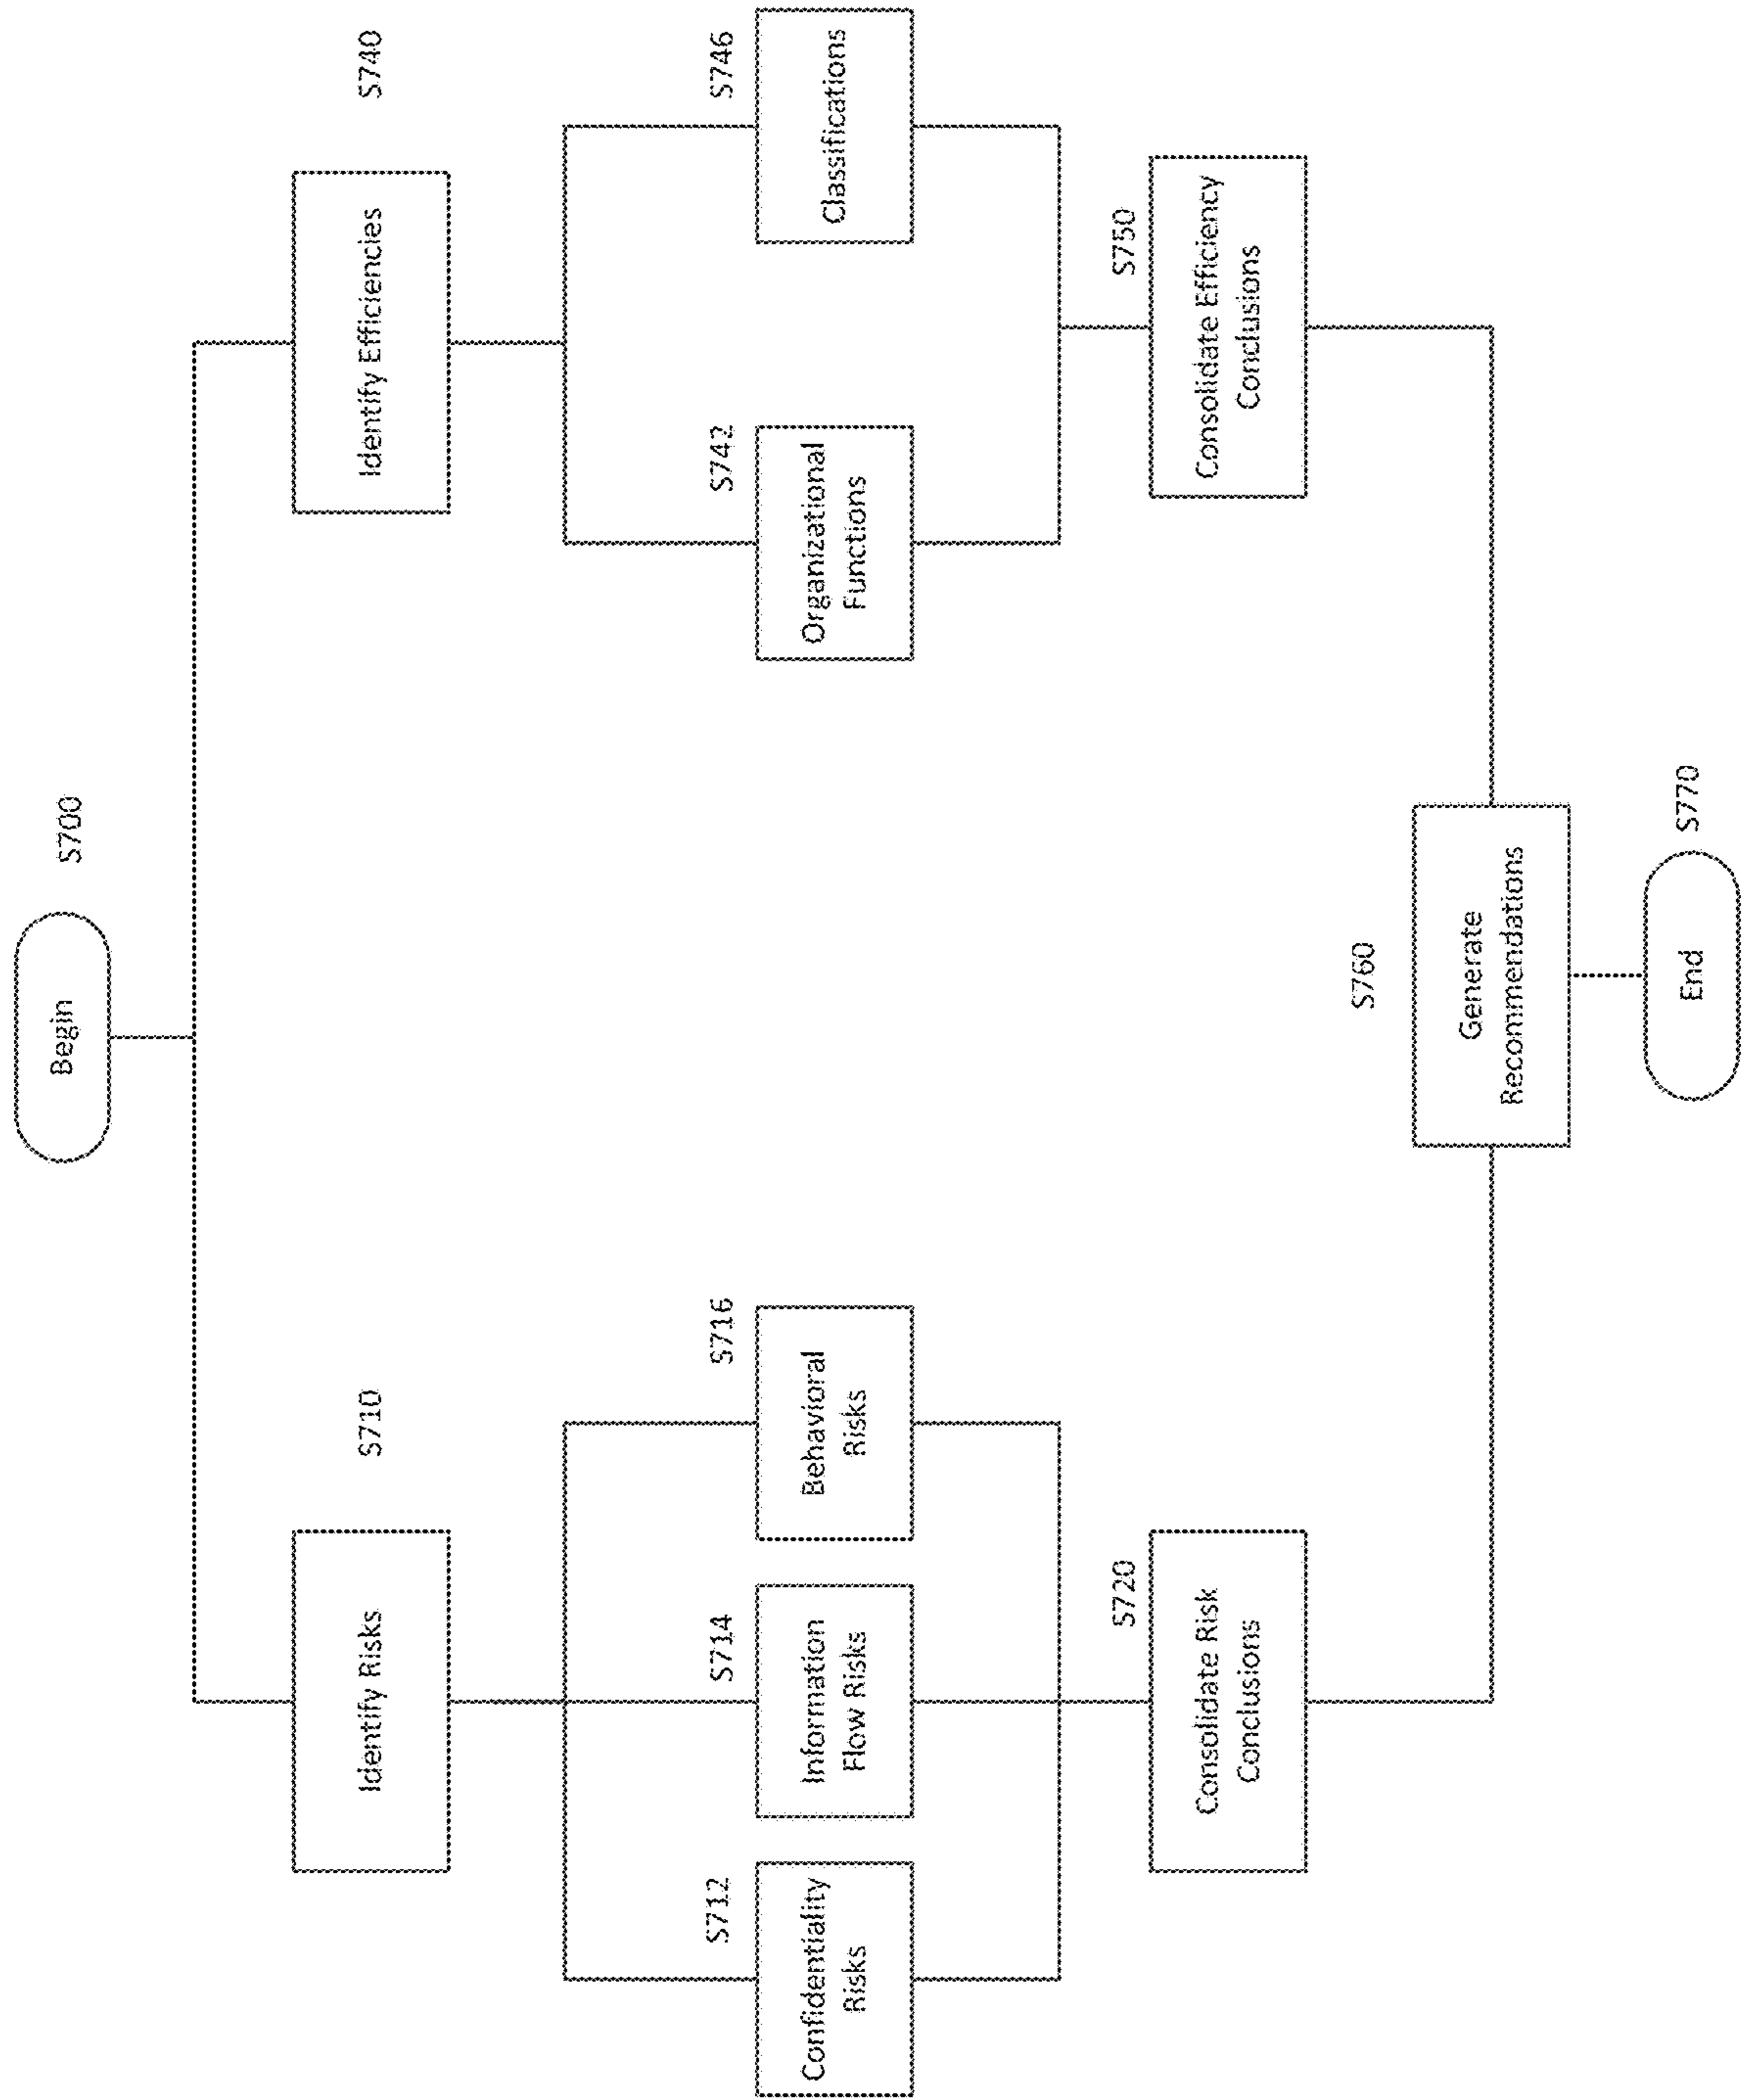 Begin
S700
Identify Risks
S710
Identify Efficiencies
S740
S712
S714
S716
S742
S746
Confidentiality
Risks
Information
Flow Risks
Behavioral
Risks
Organizational
Functions
Classifications
S720
S750
Consolidate Risk
Conclusions
Consolidate Efficiency
Conclusions
S760
Generate
Recommendations
End
S770